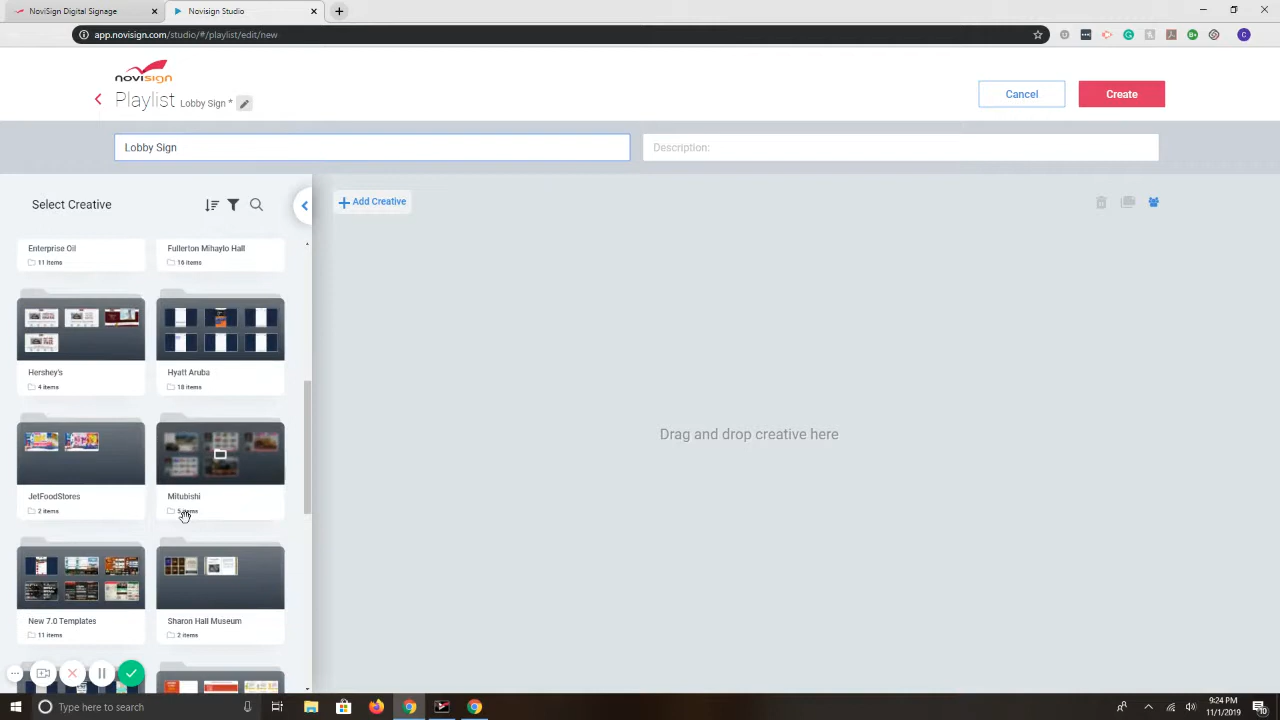 NoviSign Digital Signage
Novisign Studio
app.novisign.com/studio/#/playlist/edit/new
novisign
Playlist Lobby Sign *
Cancel
Create
Lobby Sign
Description:
Select Creative
Add Creative
Enterprise Oil
11 Items
Fullerton Mihaylo Hall
16 Items
Hershey's
4 items
Hyatt Aruba
18 items
Drag and drop creative here
JetFoodStores
2 items
Mitubishi
5 items
New 7.0 Templates
11 items
Sharon Hall Museum
2 items
Type here to search
9:24 PM
11/1/2019